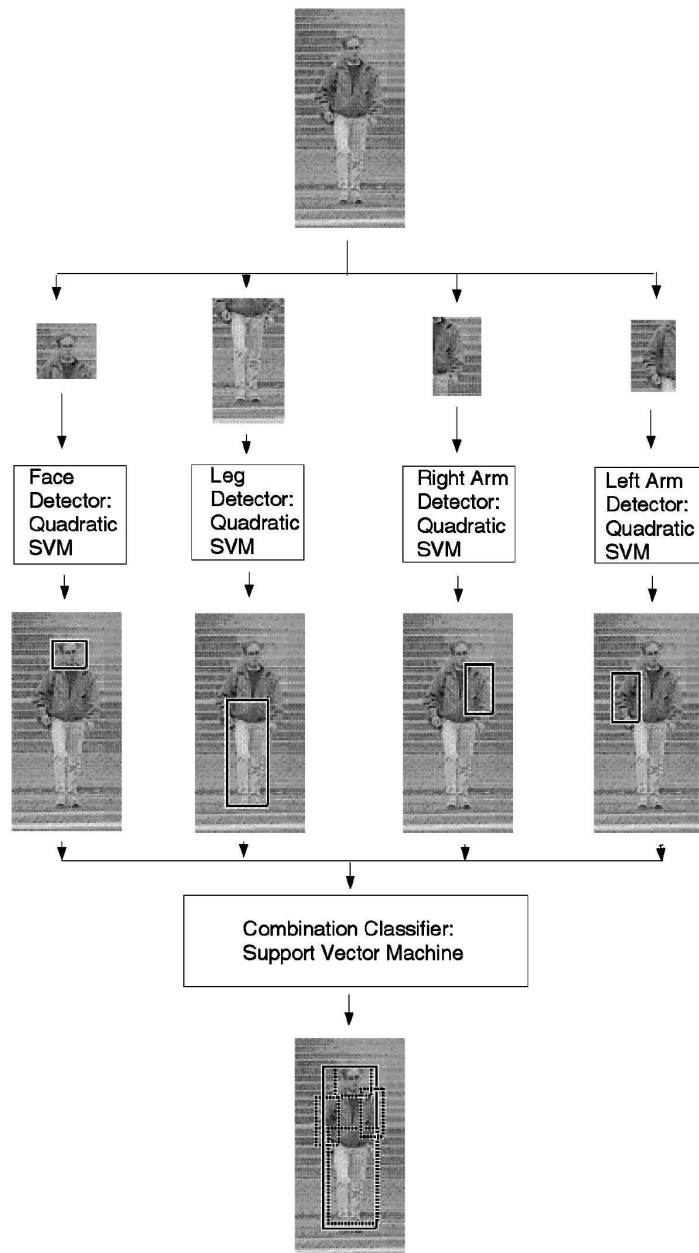 Face
Detector:
Quadratic
SVM
Leg
Detector:
Quadratic
SVM
Right Arm
Detector:
Quadratic
SVM
Left Arm
Detector:
Quadratic
SVM
Combination Classifier:
Support Vector Machine